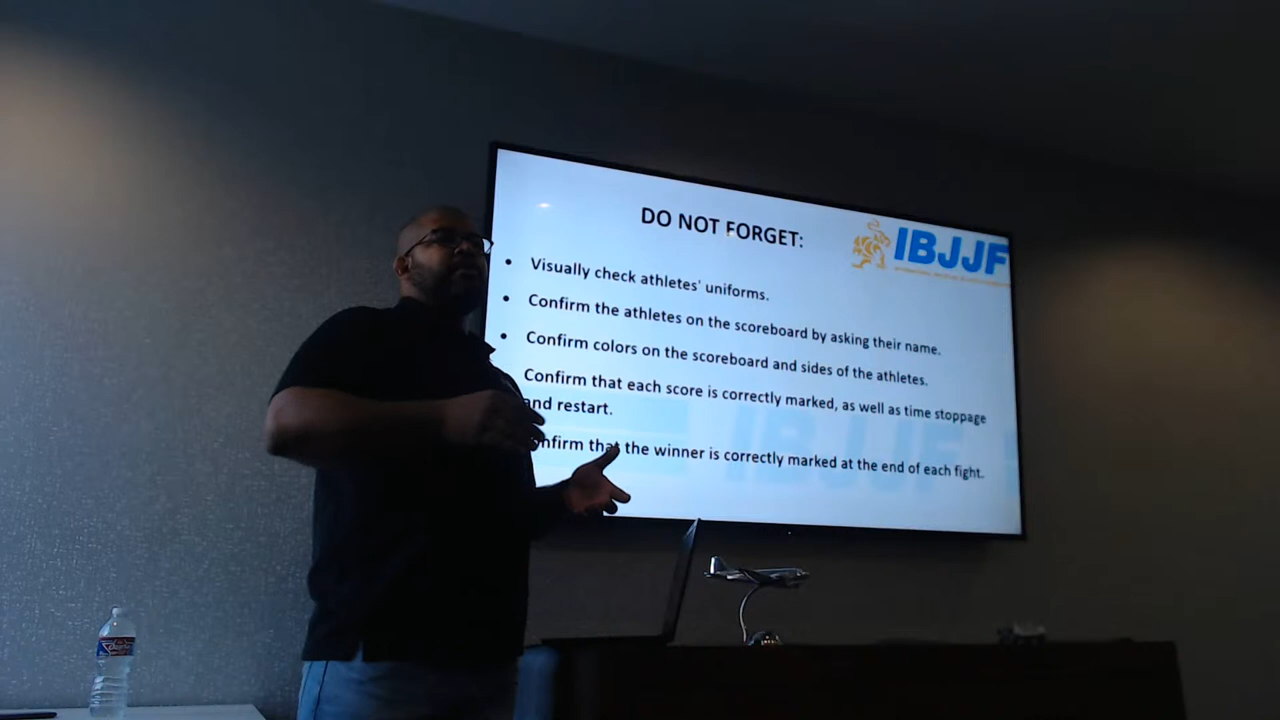 DO NOT FORGET:
IBJJF
• Visually check athletes' uniforms.
• Confirm the athletes on the scoreboard by asking their name.
• Confirm colors on the scoreboard and sides of the athletes.
Confirm that each score is correctly marked, as well as time stoppage
and restart.
Confirm that the winner is correctly marked at the end of each fight.